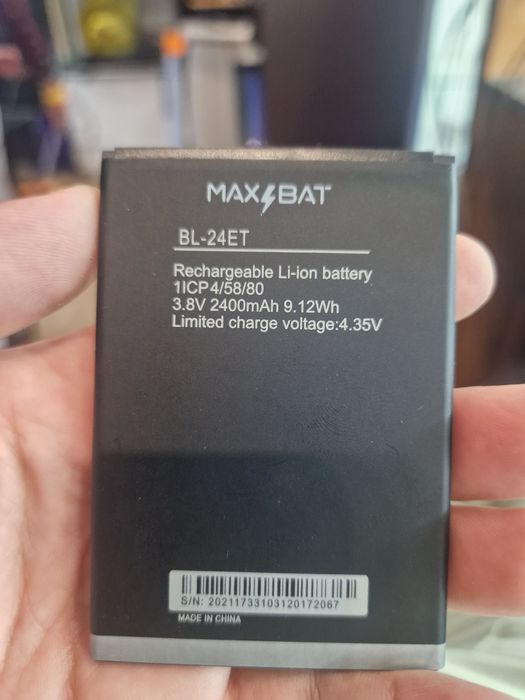 MAXBAT
BL-24ET
Rechargeable Li-ion battery
1ICP4/58/80
3.8V 2400mAh 9.12Wh
Limited charge voltage:4.35V
S/N: 20211733103120172067
MADE IN CHINA